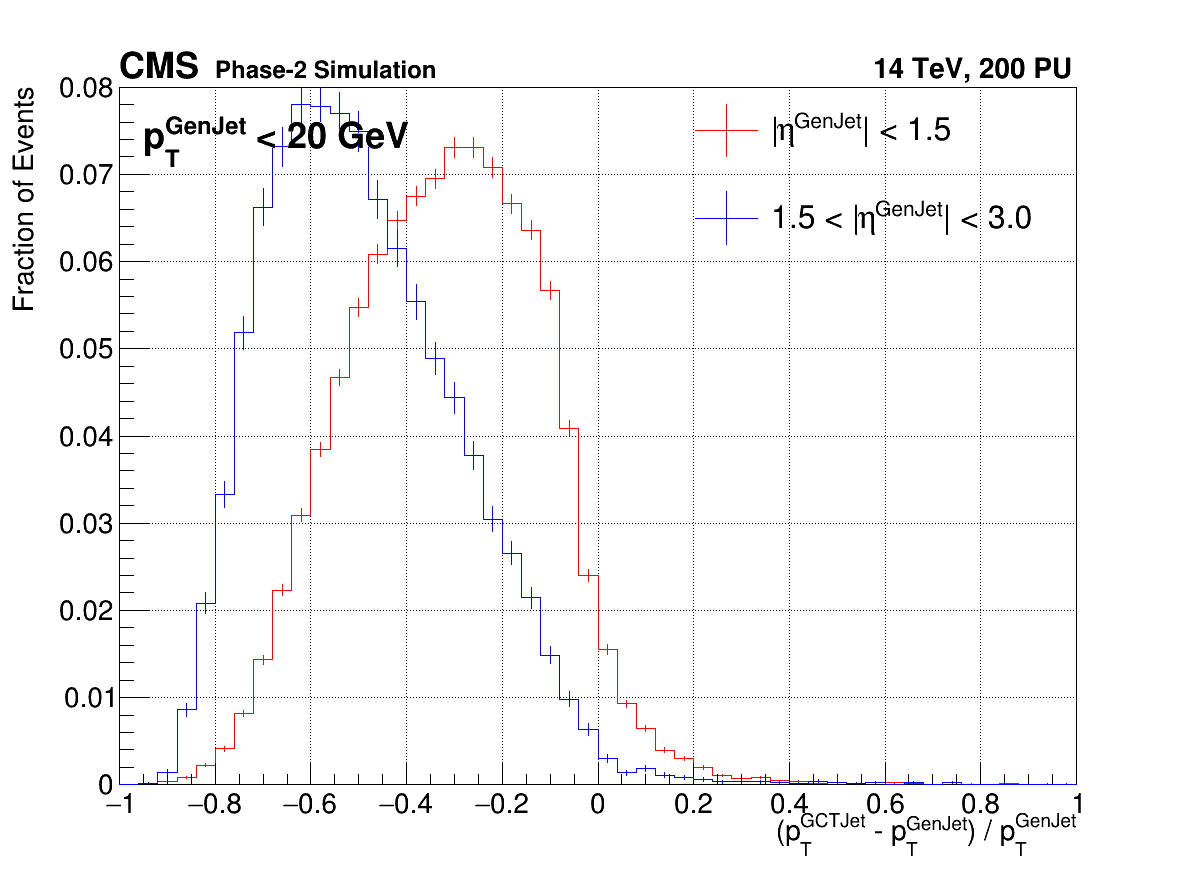 CMS Phase-2 Simulation 14 TeV, 200 PU
Fraction of Events
0.08
0.07
0.06
0.05
0.04
0.03
0.02
0.01
0
p_T^GenJet < 20 GeV
|η^GenJet| < 1.5
1.5 < |η^GenJet| < 3.0
−1 −0.8 −0.6 −0.4 −0.2 0 0.2 0.4 0.6 0.8 1
(p_T^GCTJet - p_T^GenJet) / p_T^GenJet